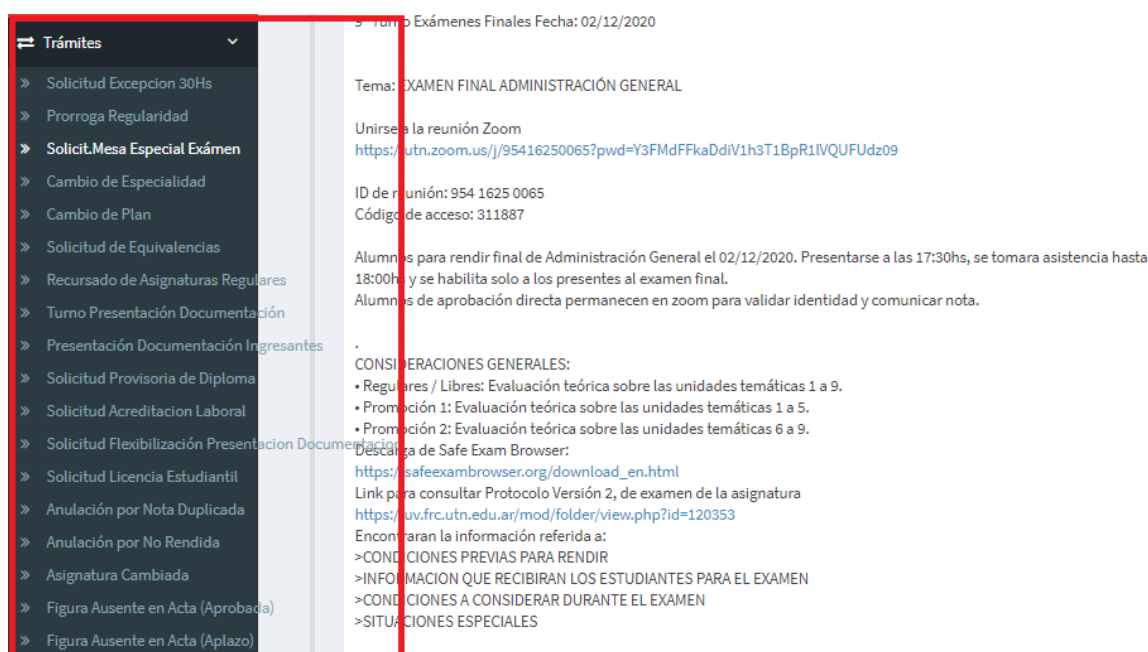 Trámites
Solicitud Excepcion 30Hs
Prorroga Regularidad
Solicit.Mesa Especial Exámen
Cambio de Especialidad
Cambio de Plan
Solicitud de Equivalencias
Recursado de Asignaturas Regulares
Turno Presentación Documentación
Presentación Documentación Ingresantes
Solicitud Provisoria de Diploma
Solicitud Acreditacion Laboral
Solicitud Flexibilización Presentacion Documentacion
Solicitud Licencia Estudiantil
Anulación por Nota Duplicada
Anulación por No Rendida
Asignatura Cambiada
Figura Ausente en Acta (Aprobada)
Figura Ausente en Acta (Aplazo)
9° Turno Exámenes Finales Fecha: 02/12/2020
Tema: EXAMEN FINAL ADMINISTRACIÓN GENERAL
Unirse a la reunión Zoom
https://utn.zoom.us/j/95416250065?pwd=Y3FMdFFkaDdiV1h3T1BpR1lVQUFUdz09
ID de reunión: 954 1625 0065
Código de acceso: 311887
Alumnos para rendir final de Administración General el 02/12/2020. Presentarse a las 17:30hs, se tomara asistencia hasta
18:00hs y se habilita solo a los presentes al examen final.
Alumnos de aprobación directa permanecen en zoom para validar identidad y comunicar nota.
.
CONSIDERACIONES GENERALES:
• Regulares / Libres: Evaluación teórica sobre las unidades temáticas 1 a 9.
• Promoción 1: Evaluación teórica sobre las unidades temáticas 1 a 5.
• Promoción 2: Evaluación teórica sobre las unidades temáticas 6 a 9.
Descarga de Safe Exam Browser:
https://safeexambrowser.org/download_en.html
Link para consultar Protocolo Versión 2, de examen de la asignatura
https://uv.frc.utn.edu.ar/mod/folder/view.php?id=120353
Encontraran la información referida a:
>CONDICIONES PREVIAS PARA RENDIR
>INFORMACION QUE RECIBIRAN LOS ESTUDIANTES PARA EL EXAMEN
>CONDICIONES A CONSIDERAR DURANTE EL EXAMEN
>SITUACIONES ESPECIALES